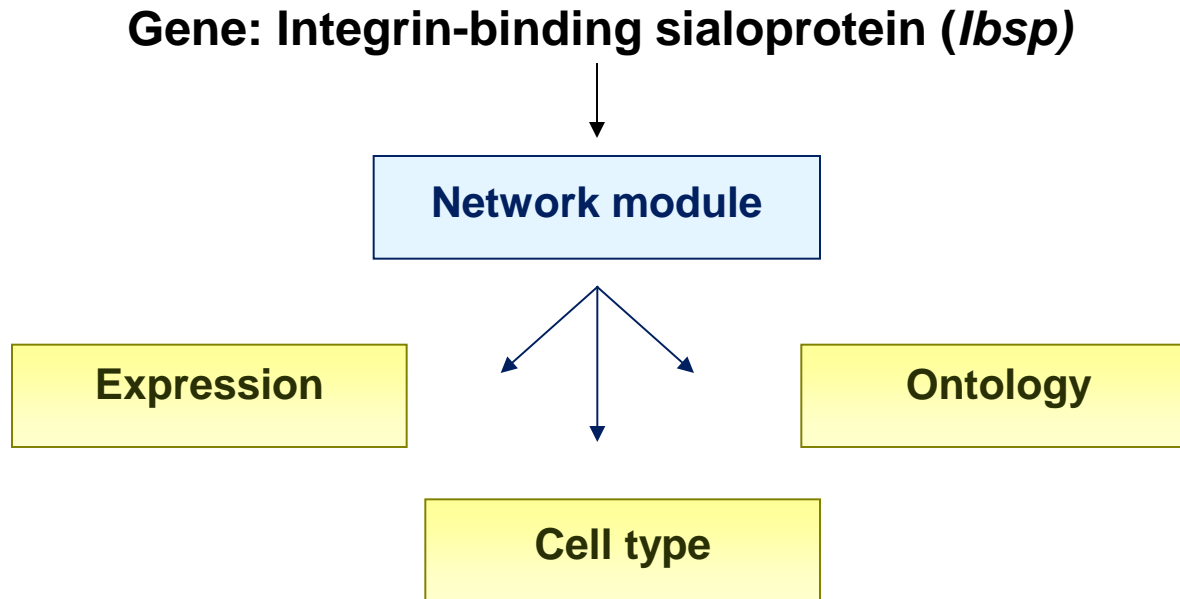 Gene: Integrin-binding sialoprotein (Ibsp)
Network module
Expression
Ontology
Cell type